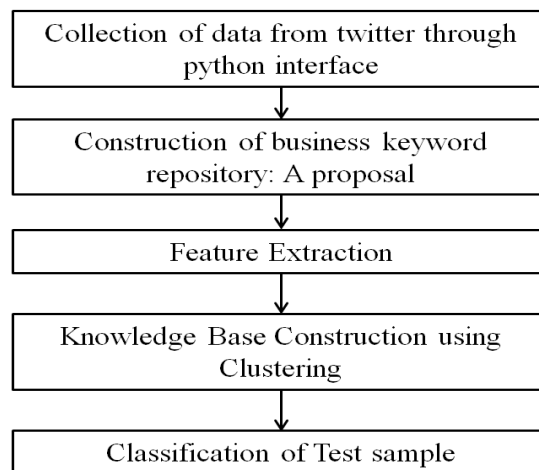 Collection of data from twitter through
python interface
Construction of business keyword
repository: A proposal
Feature Extraction
Knowledge Base Construction using
Clustering
Classification of Test sample